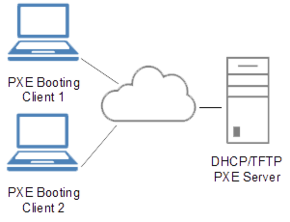 PXE Booting
Client 1
PXE Booting
Client 2
DHCP/TFTP
PXE Server